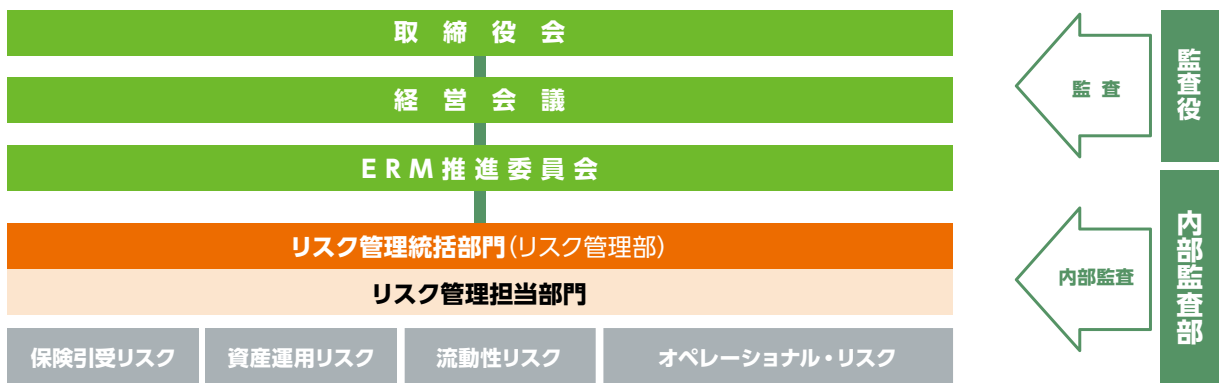 取締役会
経営会議
ERM推進委員会
リスク管理統括部門(リスク管理部)
リスク管理担当部門
保険引受リスク
資産運用リスク
流動性リスク
オペレーショナル・リスク
監査
監査役
内部監査
内部監査部